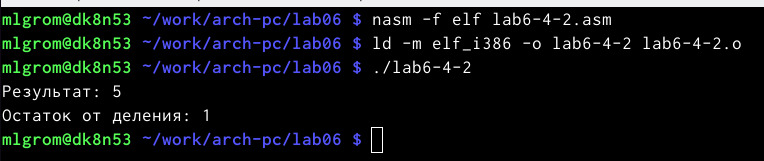 mlgrom@dk8n53 ~/work/arch-pc/lab06 $ nasm -f elf lab6-4-2.asm
mlgrom@dk8n53 ~/work/arch-pc/lab06 $ ld -m elf_i386 -o lab6-4-2 lab6-4-2.o
mlgrom@dk8n53 ~/work/arch-pc/lab06 $ ./lab6-4-2
Результат: 5
Остаток от деления: 1
mlgrom@dk8n53 ~/work/arch-pc/lab06 $